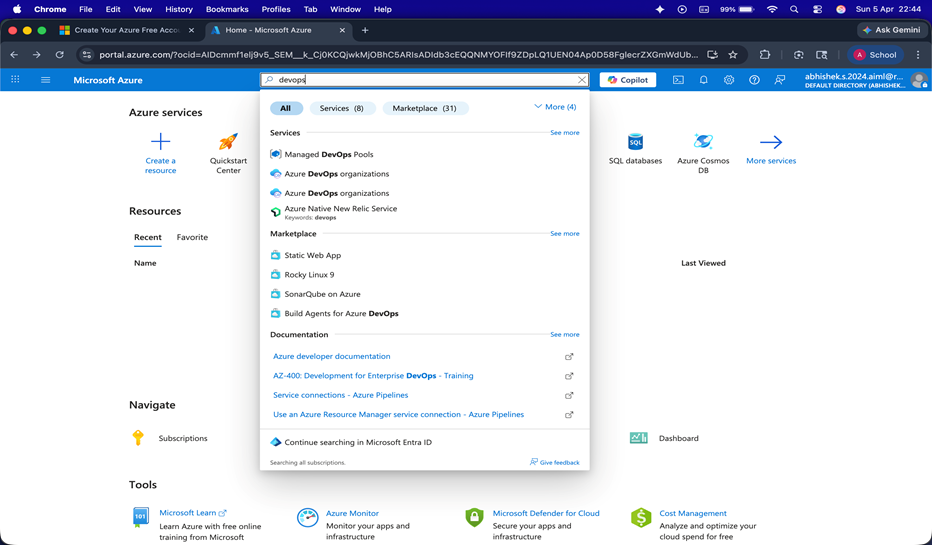 Chrome File Edit View History Bookmarks Profiles Tab Window Help 99% Sun 5 Apr 22:44
Create Your Azure Free Acco Home - Microsoft Azure Ask Gemini
portal.azure.com/?ocid=AIDcmmf1elj9v5_SEM__k_Cj0KCQjwkMjOBhC5ARIsADIdb3cEQQNMYOFIf9ZDpLQ1UEN04Ap0D58FglecrZXGmWdUb... A School
Microsoft Azure devops Copilot abhishek.s.2024.aiml@r...
DEFAULT DIRECTORY (ABHISHEK...
All Services (8) Marketplace (31) More (4)
Azure services
Services See more
Create a resource
Quickstart Center
Managed DevOps Pools
Azure DevOps organizations
Azure DevOps organizations
Azure Native New Relic Service
Keywords: devops
SQL SQL databases
Azure Cosmos DB
More services
Resources
Recent Favorite
Name Last Viewed
Marketplace See more
Static Web App
Rocky Linux 9
SonarQube on Azure
Build Agents for Azure DevOps
Documentation See more
Azure developer documentation
AZ-400: Development for Enterprise DevOps - Training
Service connections - Azure Pipelines
Use an Azure Resource Manager service connection - Azure Pipelines
Continue searching in Microsoft Entra ID
Searching all subscriptions. Give feedback
Navigate
Subscriptions Dashboard
Tools
101 Microsoft Learn
Learn Azure with free online
training from Microsoft
Azure Monitor
Monitor your apps and
infrastructure
Microsoft Defender for Cloud
Secure your apps and
infrastructure
Cost Management
Analyze and optimize your
cloud spend for free